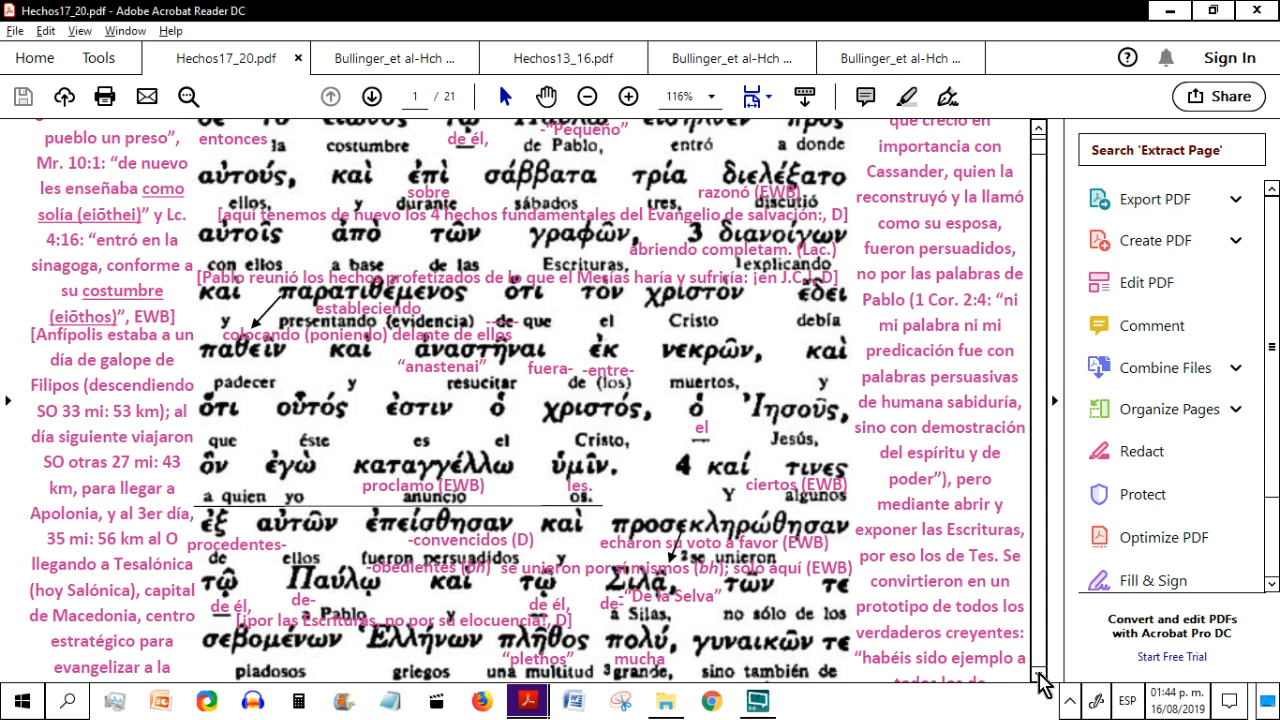 Hechos17_20.pdf - Adobe Acrobat Reader DC
File Edit View Window Help
Home Tools Hechos17_20.pdf × Bullinger_et al-Hch ... Hechos13_16.pdf Bullinger_et al-Hch ... Bullinger_et al-Hch ... Sign In
1 / 21 116% Share
pueblo un preso”,
Mr. 10:1: “de nuevo
les enseñaba como
solía (eiōthei)” y Lc.
4:16: “entró en la
sinagoga, conforme a
su costumbre
(eiōthos)”, EWB]
[Anfípolis estaba a un
día de galope de
Filipos (descendiendo
SO 33 mi: 53 km); al
día siguiente viajaron
SO otras 27 mi: 43
km, para llegar a
Apolonia, y al 3er día,
35 mi: 56 km al O
llegando a Tesalónica
(hoy Salónica), capital
de Macedonia, centro
estratégico para
evangelizar a la
-“Pequeño”
entonces de él,
la costumbre — de Pablo, entró a donde
αὐτούς, καὶ ἐπὶ σάββατα τρία διελέξατο
sobre razonó (EWB)
ellos, y durante sábados tres, discutió
[aquí tenemos de nuevo los 4 hechos fundamentales del Evangelio de salvación:, D]
αὐτοῖς ἀπὸ τῶν γραφῶν, 3 διανοίγων
abriendo completam. (Lac.)
con ellos a base de las Escrituras, ¹explicando
[Pablo reunió los hechos profetizados de lo que el Mesías haría y sufriría: ¡en J.C.!, D]
καὶ παρατιθέμενος ὅτι τὸν χριστὸν ἔδει
estableciendo
y presentando (evidencia) ---- de que el Cristo debía
colocando (poniendo) delante de ellos
παθεῖν καὶ ἀναστῆναι ἐκ νεκρῶν, καὶ
“anastenai” fuera- -entre-
padecer y resucitar de (los) muertos, y
ὅτι οὗτός ἐστιν ὁ χριστός, ὁ Ἰησοῦς,
el
que éste es el Cristo, — Jesús,
ὃν ἐγὼ καταγγέλλω ὑμῖν. 4 καί τινες
proclamo (EWB) les. ciertos (EWB)
a quien yo anuncio os. Y algunos
ἐξ αὐτῶν ἐπείσθησαν καὶ προσεκληρώθησαν
procedentes- -convencidos (D) echaron su voto a favor (EWB)
de ellos fueron persuadidos y ²se unieron
-obedientes (bh) se unieron por sí mismos (bh); sólo aquí (EWB)
τῷ Παύλῳ καὶ τῷ Σιλᾷ, τῶν τε
de él, de- de él, de- -“De la Selva”
— a Pablo y — a Silas, no sólo de los
[¡por las Escrituras, no por su elocuencia!, D]
σεβομένων Ἑλλήνων πλῆθος πολύ, γυναικῶν τε
“plethos” mucha
piadosos griegos una multitud ³grande, sino también de
que creció en
importancia con
Cassander, quien la
reconstruyó y la llamó
como su esposa,
fueron persuadidos,
no por las palabras de
Pablo (1 Cor. 2:4: “ni
mi palabra ni mi
predicación fue con
palabras persuasivas
de humana sabiduría,
sino con demostración
del espíritu y de
poder”), pero
mediante abrir y
exponer las Escrituras,
por eso los de Tes. Se
convirtieron en un
prototipo de todos los
verdaderos creyentes:
“habéis sido ejemplo a
Search 'Extract Page'
Export PDF
Create PDF
Edit PDF
Comment
Combine Files
Organize Pages
Redact
Protect
Optimize PDF
Fill & Sign
Convert and edit PDFs
with Acrobat Pro DC
Start Free Trial
ESP 01:44 p. m.
16/08/2019